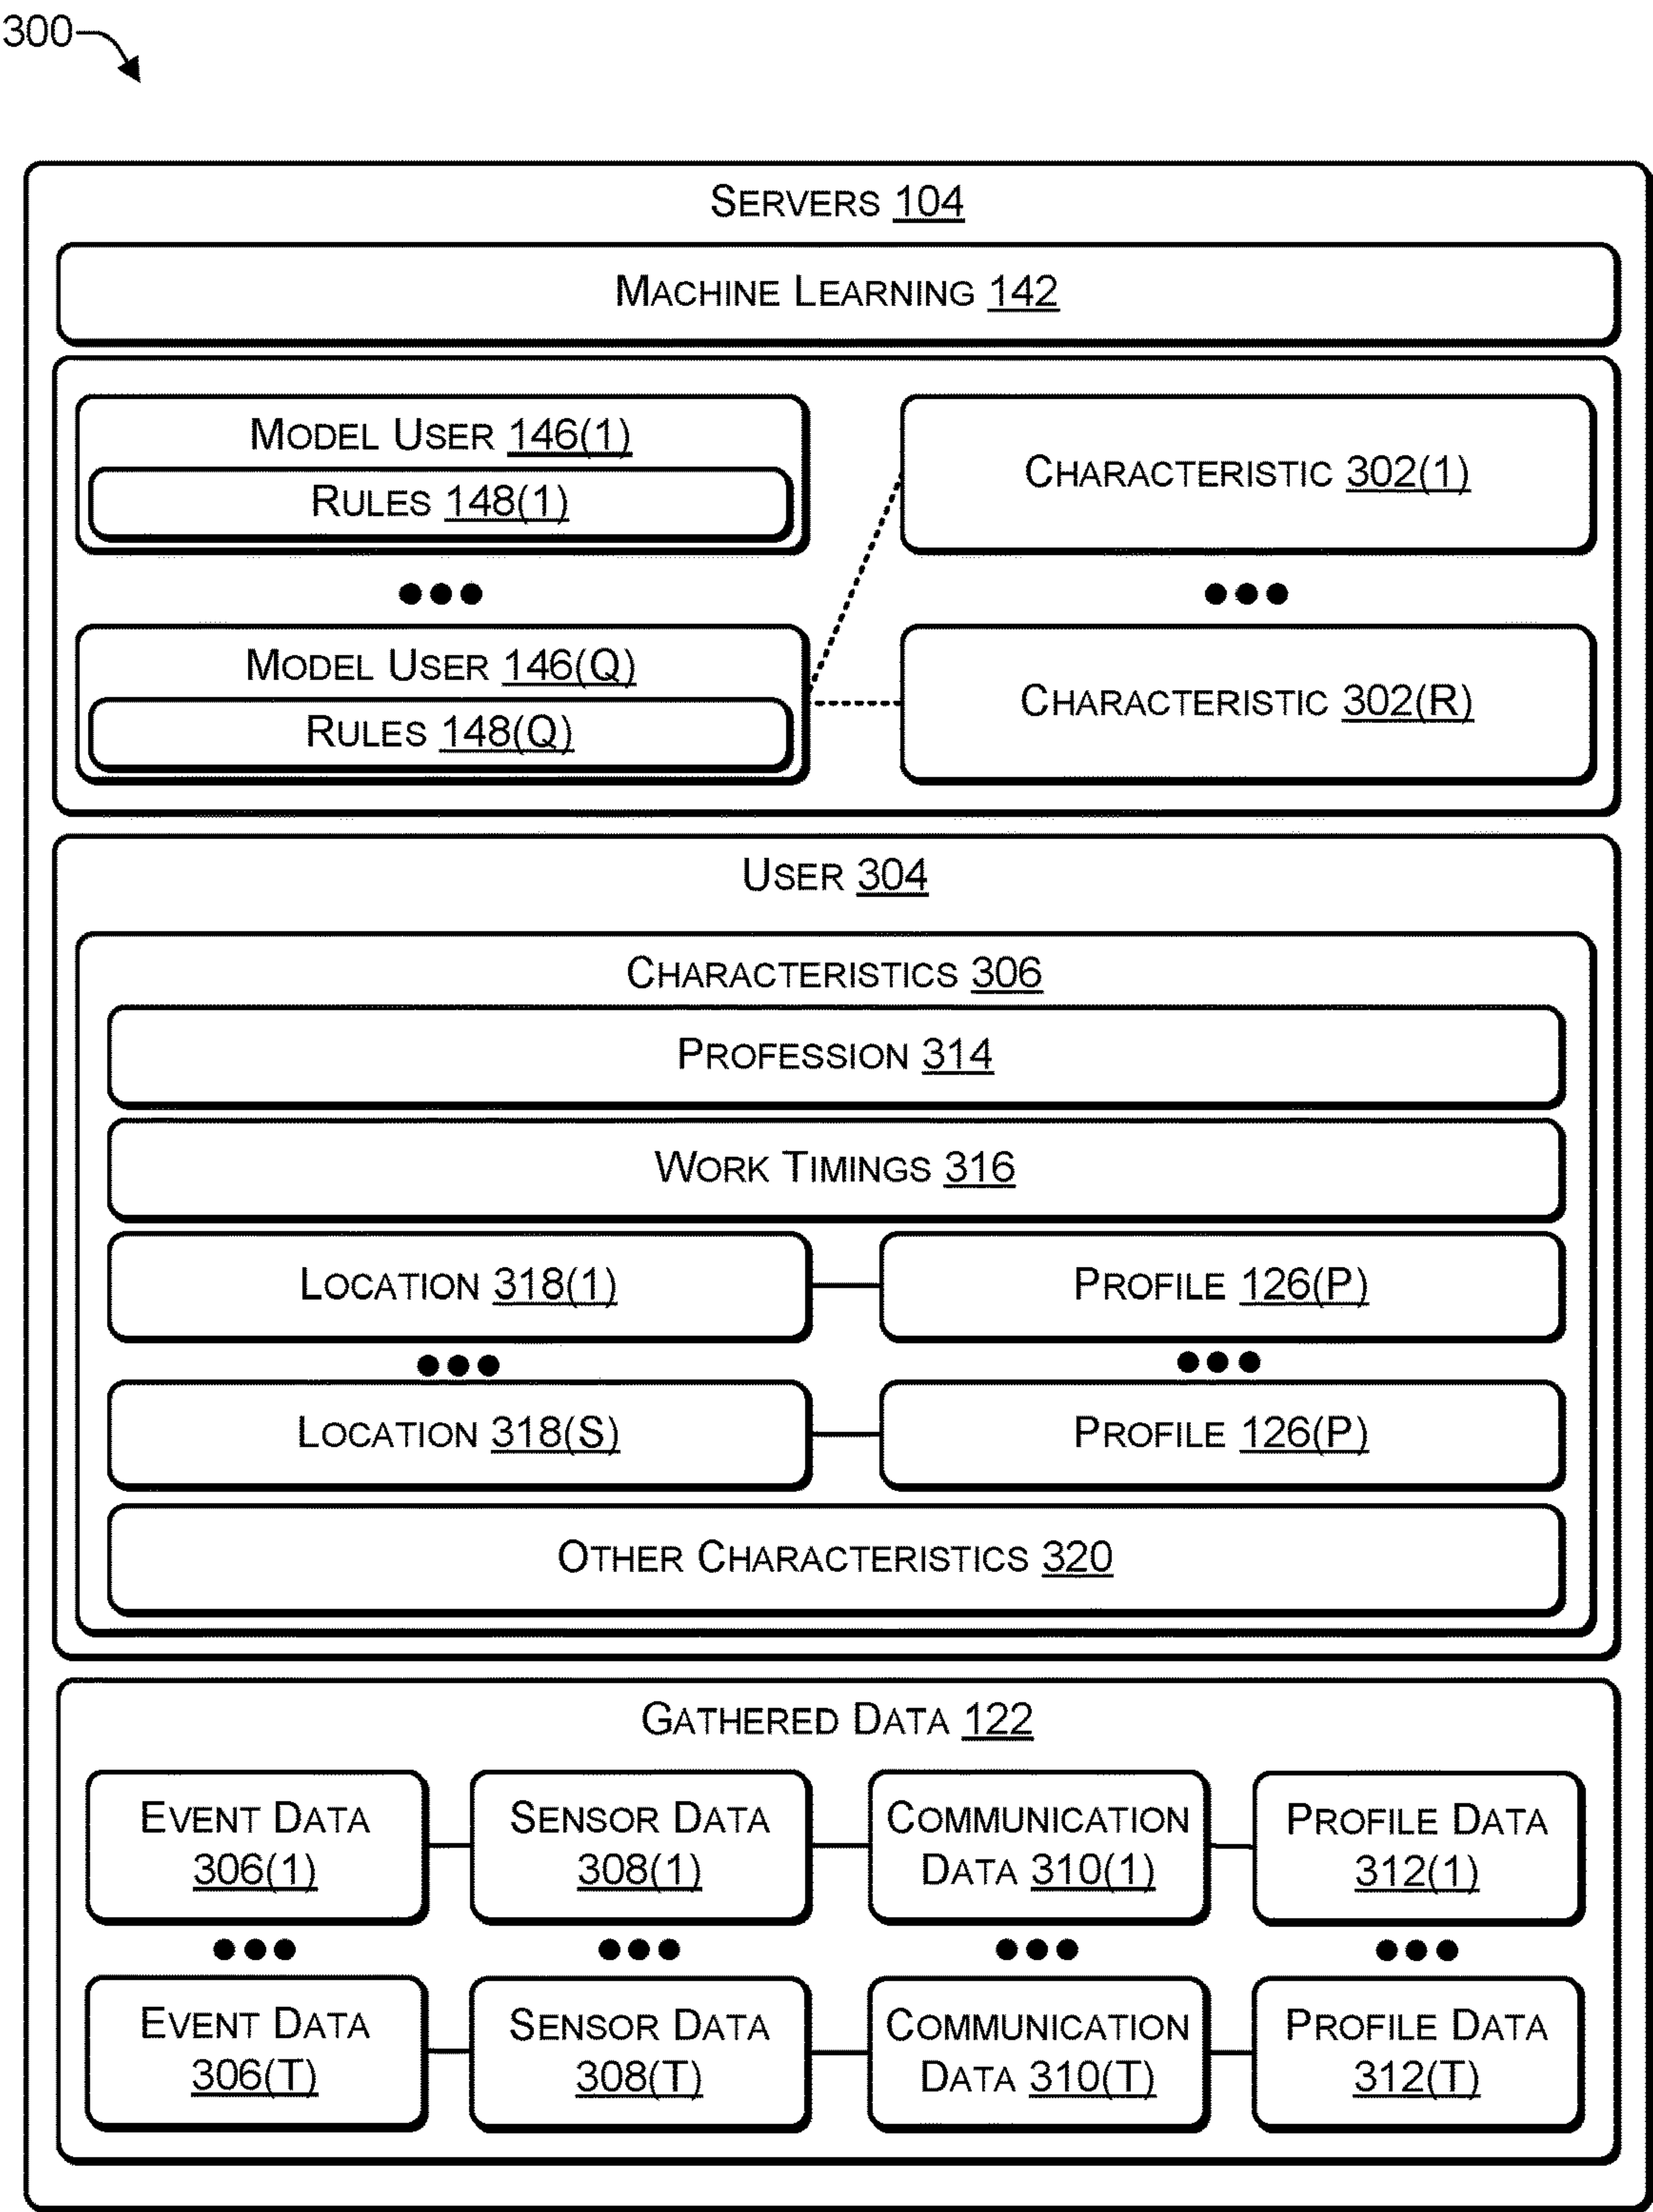 300
SERVERS 104
MACHINE LEARNING 142
MODEL USER 146(1)
RULES 148(1)
CHARACTERISTIC 302(1)
MODEL USER 146(Q)
RULES 148(Q)
CHARACTERISTIC 302(R)
USER 304
CHARACTERISTICS 306
PROFESSION 314
WORK TIMINGS 316
LOCATION 318(1)
PROFILE 126(P)
LOCATION 318(S)
PROFILE 126(P)
OTHER CHARACTERISTICS 320
GATHERED DATA 122
EVENT DATA
306(1)
SENSOR DATA
308(1)
COMMUNICATION
DATA 310(1)
PROFILE DATA
312(1)
EVENT DATA
306(T)
SENSOR DATA
308(T)
COMMUNICATION
DATA 310(T)
PROFILE DATA
312(T)